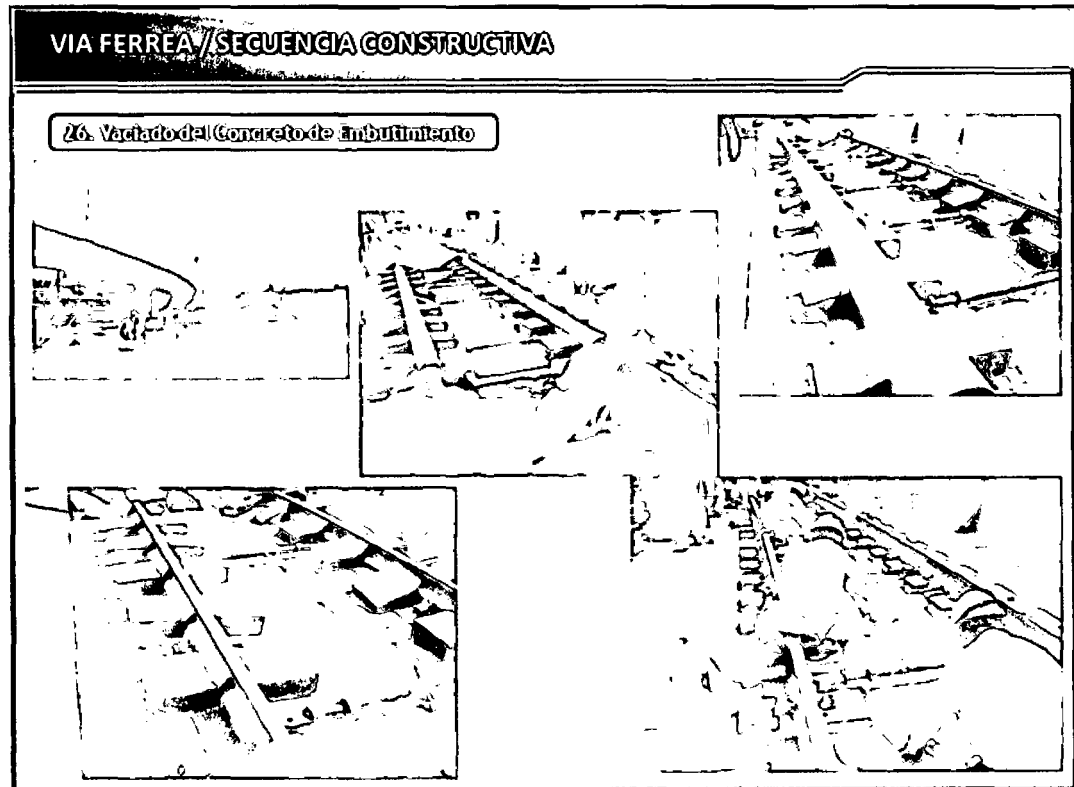 VIA FERREA / SECUENCIA CONSTRUCTIVA
26. Vaciado del Concreto de Embutimiento